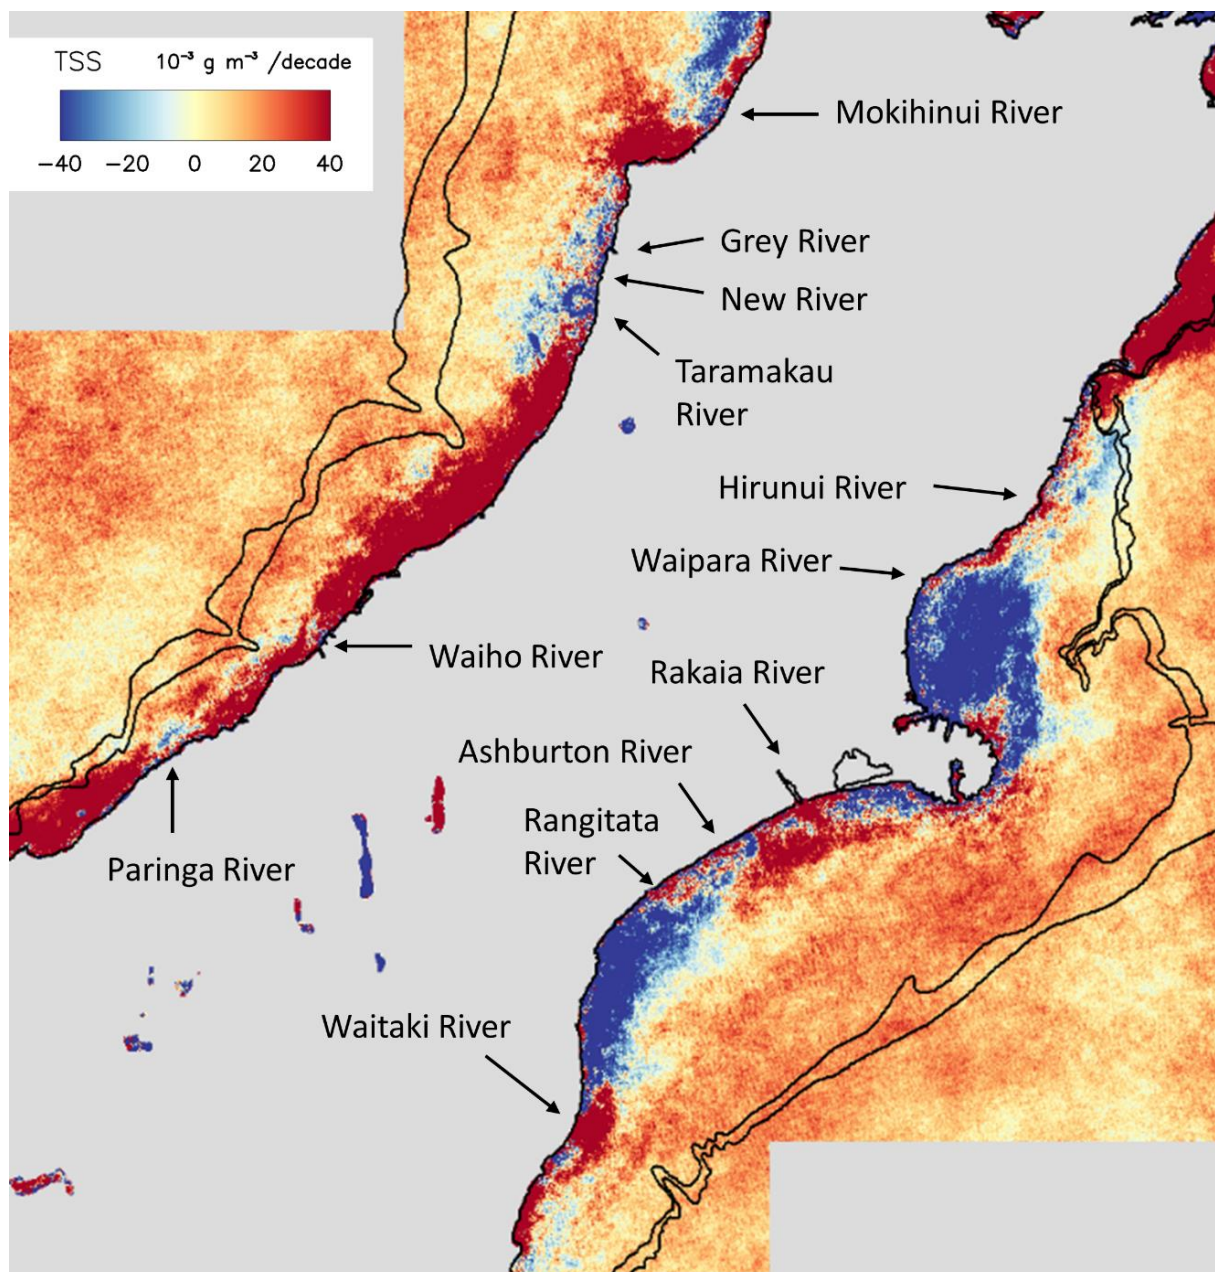 TSS 10⁻³ g m⁻³ /decade
−40 −20 0 20 40
Mokihinui River
Grey River
New River
Taramakau
River
Hirunui River
Waipara River
Waiho River
Rakaia River
Ashburton River
Rangitata
River
Paringa River
Waitaki River